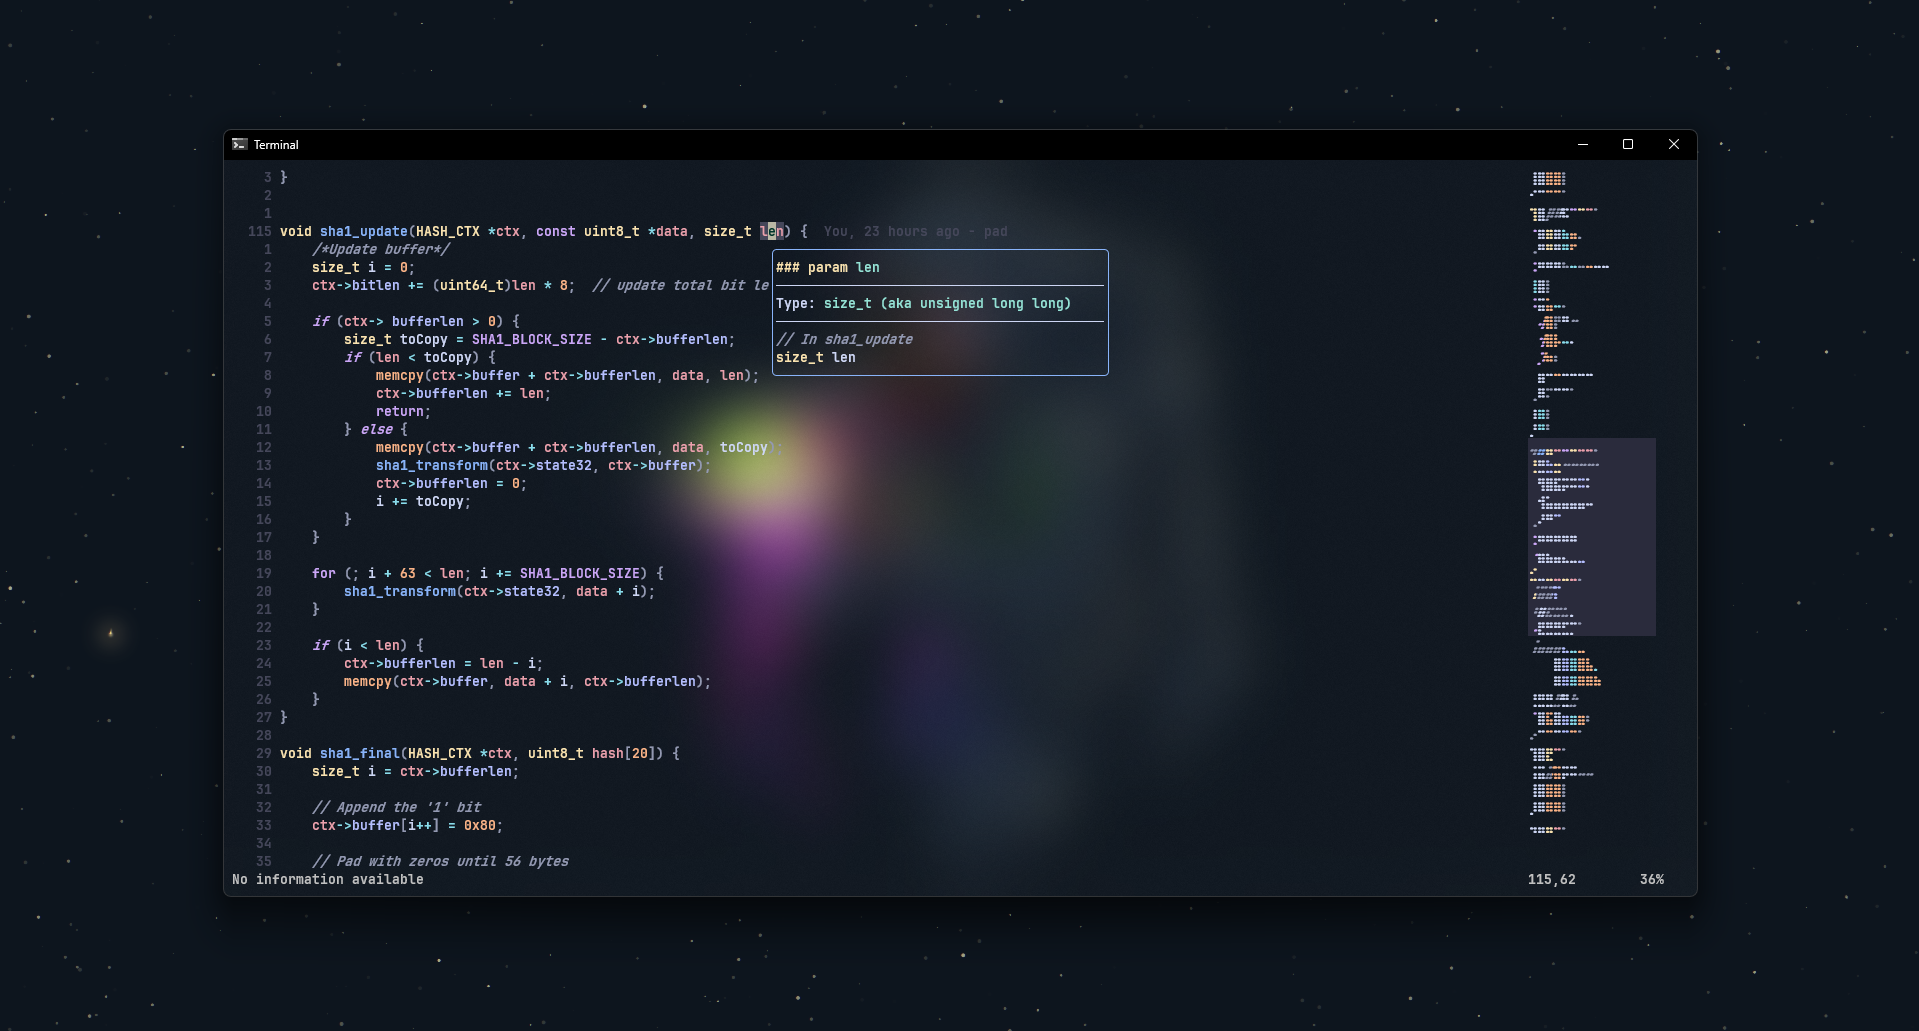 Terminal
3 }
2
1
115 void sha1_update(HASH_CTX *ctx, const uint8_t *data, size_t len) { You, 23 hours ago - pad
1 /*Update buffer*/
2 size_t i = 0;
3 ctx->bitlen += (uint64_t)len * 8; // update total bit le
4
5 if (ctx-> bufferlen > 0) {
6 size_t toCopy = SHA1_BLOCK_SIZE - ctx->bufferlen;
7 if (len < toCopy) {
8 memcpy(ctx->buffer + ctx->bufferlen, data, len);
9 ctx->bufferlen += len;
10 return;
11 } else {
12 memcpy(ctx->buffer + ctx->bufferlen, data, toCopy);
13 sha1_transform(ctx->state32, ctx->buffer);
14 ctx->bufferlen = 0;
15 i += toCopy;
16 }
17 }
18
19 for (; i + 63 < len; i += SHA1_BLOCK_SIZE) {
20 sha1_transform(ctx->state32, data + i);
21 }
22
23 if (i < len) {
24 ctx->bufferlen = len - i;
25 memcpy(ctx->buffer, data + i, ctx->bufferlen);
26 }
27 }
28
29 void sha1_final(HASH_CTX *ctx, uint8_t hash[20]) {
30 size_t i = ctx->bufferlen;
31
32 // Append the '1' bit
33 ctx->buffer[i++] = 0x80;
34
35 // Pad with zeros until 56 bytes
### param len
Type: size_t (aka unsigned long long)
// In sha1_update
size_t len
No information available 115,62 36%